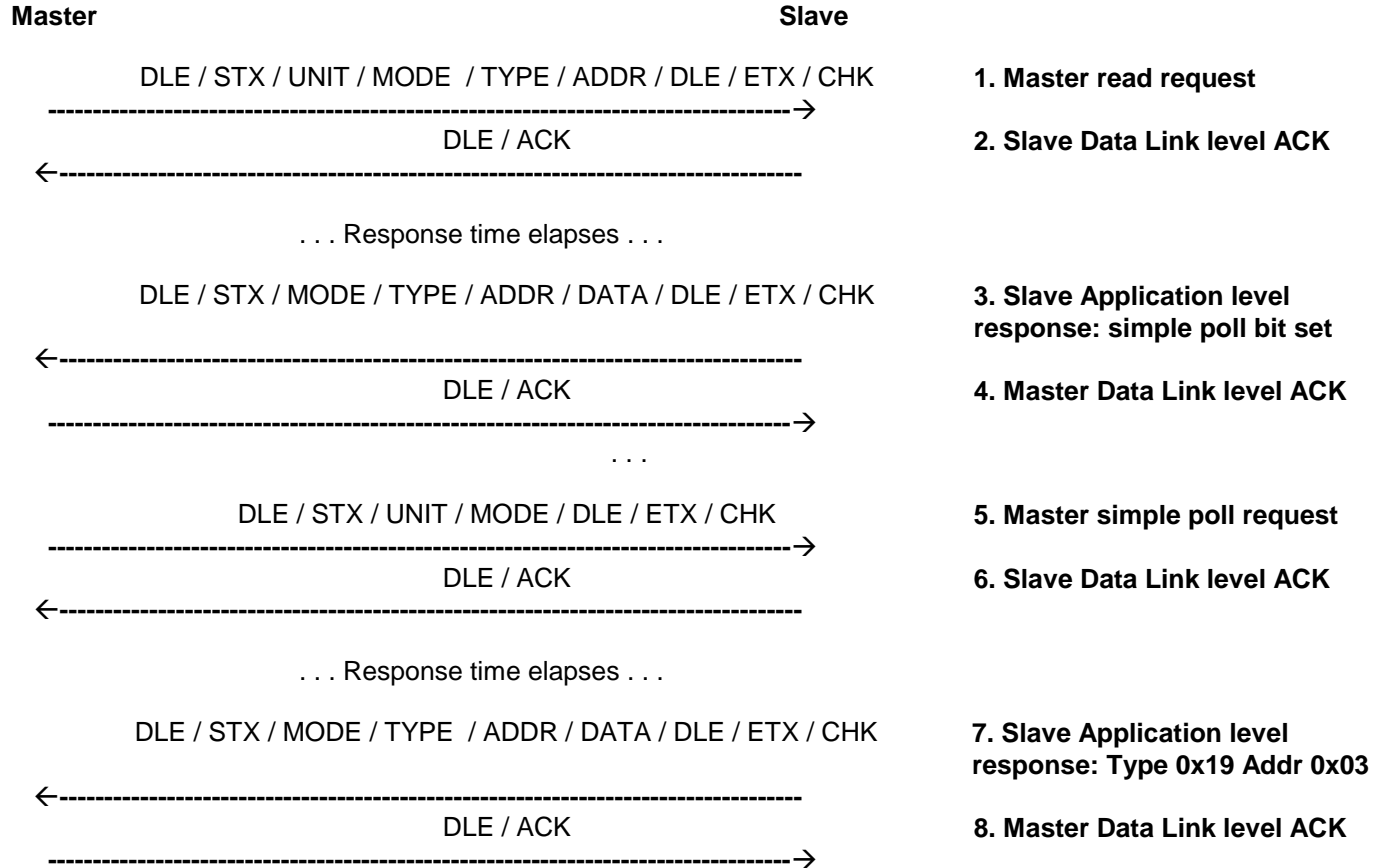 Master Slave
DLE / STX / UNIT / MODE / TYPE / ADDR / DLE / ETX / CHK 1. Master read request
--------------------------------------------------------------------------------→
DLE / ACK 2. Slave Data Link level ACK
←--------------------------------------------------------------------------------
. . . Response time elapses . . .
DLE / STX / MODE / TYPE / ADDR / DATA / DLE / ETX / CHK 3. Slave Application level
response: simple poll bit set
←--------------------------------------------------------------------------------
DLE / ACK 4. Master Data Link level ACK
--------------------------------------------------------------------------------→
. . .
DLE / STX / UNIT / MODE / DLE / ETX / CHK 5. Master simple poll request
--------------------------------------------------------------------------------→
DLE / ACK 6. Slave Data Link level ACK
←--------------------------------------------------------------------------------
. . . Response time elapses . . .
DLE / STX / MODE / TYPE / ADDR / DATA / DLE / ETX / CHK 7. Slave Application level
response: Type 0x19 Addr 0x03
←--------------------------------------------------------------------------------
DLE / ACK 8. Master Data Link level ACK
--------------------------------------------------------------------------------→